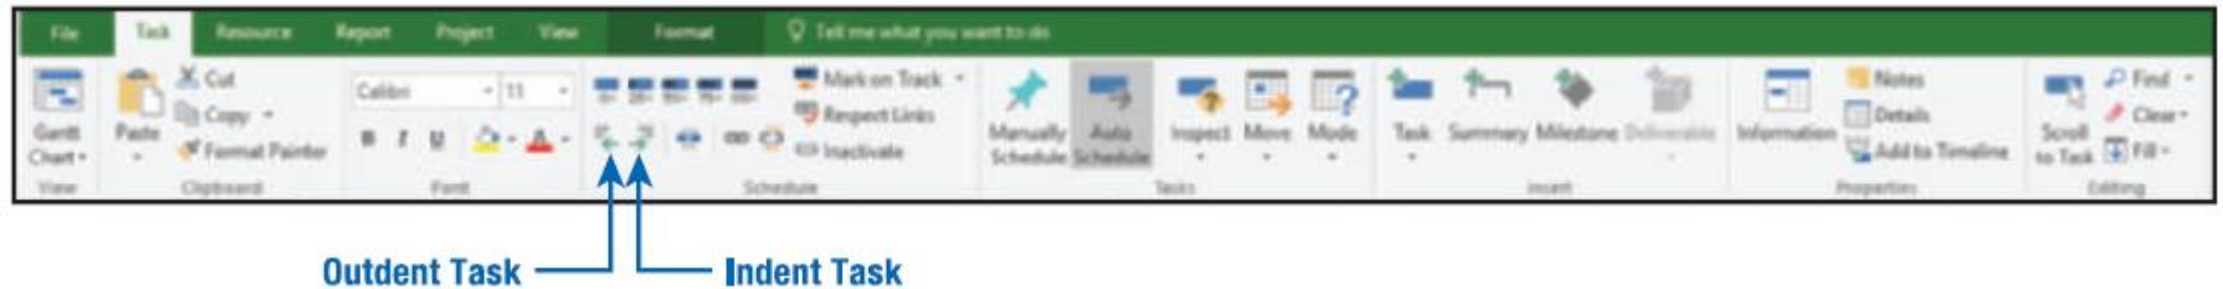 File Task Resource Report Project View Format Tell me what you want to do
Gantt Chart
View
Paste
Cut
Copy
Format Painter
Clipboard
Calibri 11
B I U A
Font
Mark on Track
Respect Links
Inactivate
Schedule
Manually Schedule
Auto Schedule
Inspect
Move
Mode
Tasks
Task
Summary
Milestone
Deliverable
Insert
Information
Notes
Details
Add to Timeline
Properties
Scroll to Task
Find
Clear
Fill
Editing
Outdent Task
Indent Task